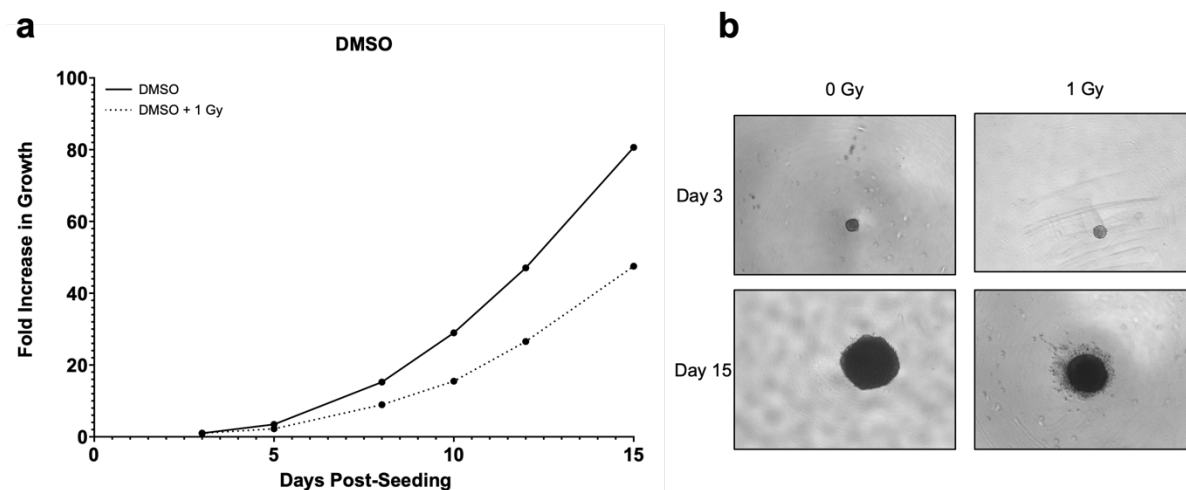 a
DMSO
DMSO
DMSO + 1 Gy
Fold Increase in Growth
100
80
60
40
20
0
0
5
10
15
Days Post-Seeding
b
0 Gy
1 Gy
Day 3
Day 15